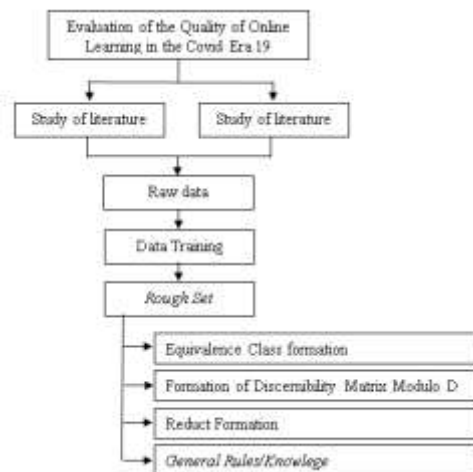 Evaluation of the Quality of Online
Learning in the Covid Era 19
Study of literature
Study of literature
Raw data
Data Training
Rough Set
Equivalence Class formation
Formation of Discernibility Matrix Modulo D
Reduct Formation
General Rules/Knowlege